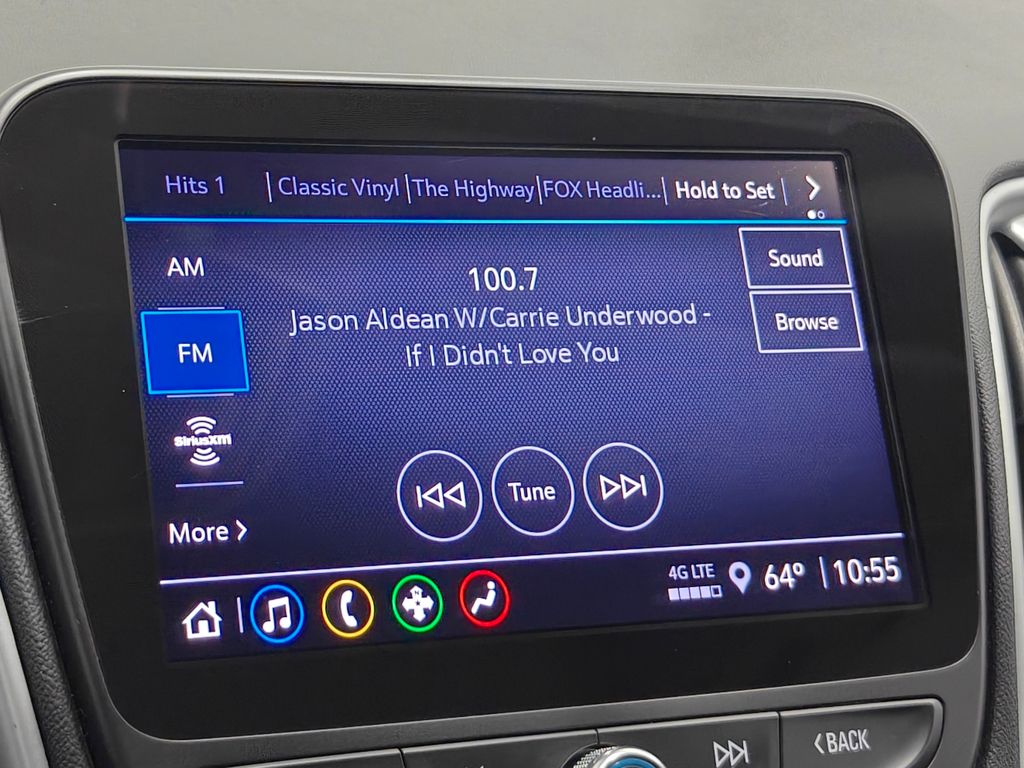 Hits 1 | Classic Vinyl | The Highway | FOX Headli... | Hold to Set |
AM
100.7
Sound
Jason Aldean W/Carrie Underwood -
If I Didn't Love You
Browse
FM
SiriusXM
Tune
More
4G LTE
64° | 10:55
N
BACK